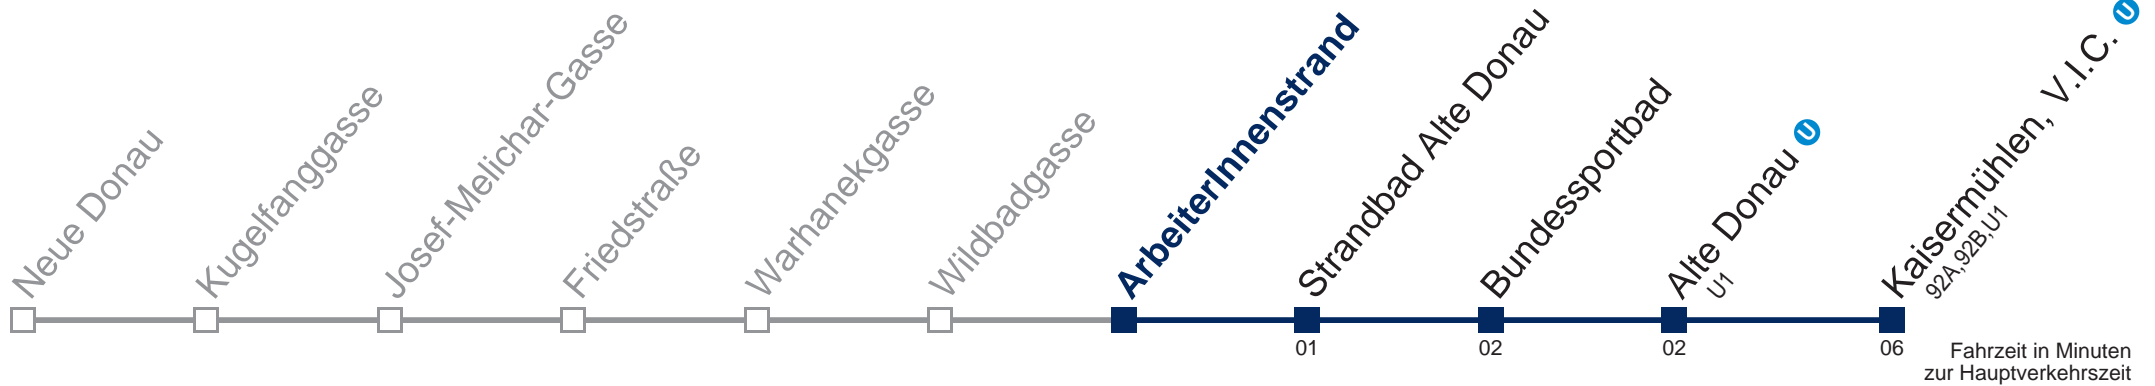 Neue Donau
Kugelfanggasse
Josef-Melichar-Gasse
Friedstraße
Warhanekgasse
Wildbadgasse
ArbeiterInnenstrand
Strandbad Alte Donau
Bundessportbad
Alte Donau U
U1
Kaisermühlen, V.I.C. U
92A,92B,U1
01
02
02
06
Fahrzeit in Minuten
zur Hauptverkehrszeit